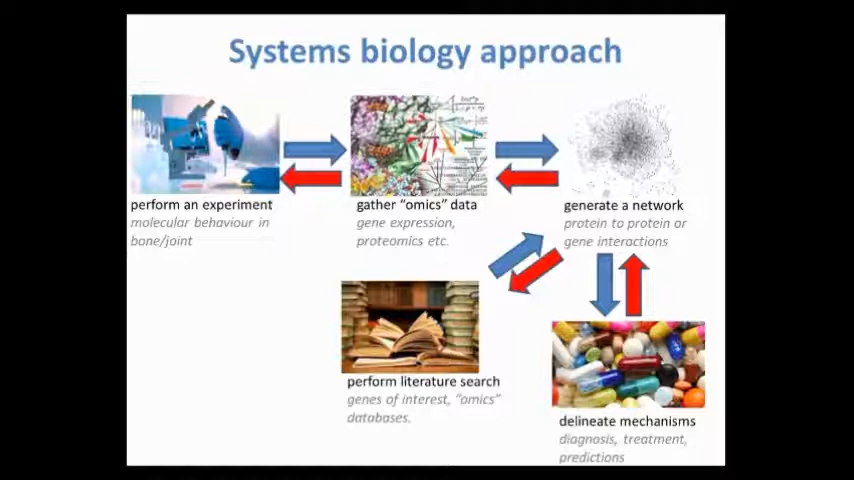 Systems biology approach
perform an experiment
molecular behaviour in
bone/joint
gather “omics” data
gene expression,
proteomics etc.
generate a network
protein to protein or
gene interactions
perform literature search
genes of interest, “omics”
databases.
delineate mechanisms
diagnosis, treatment,
predictions